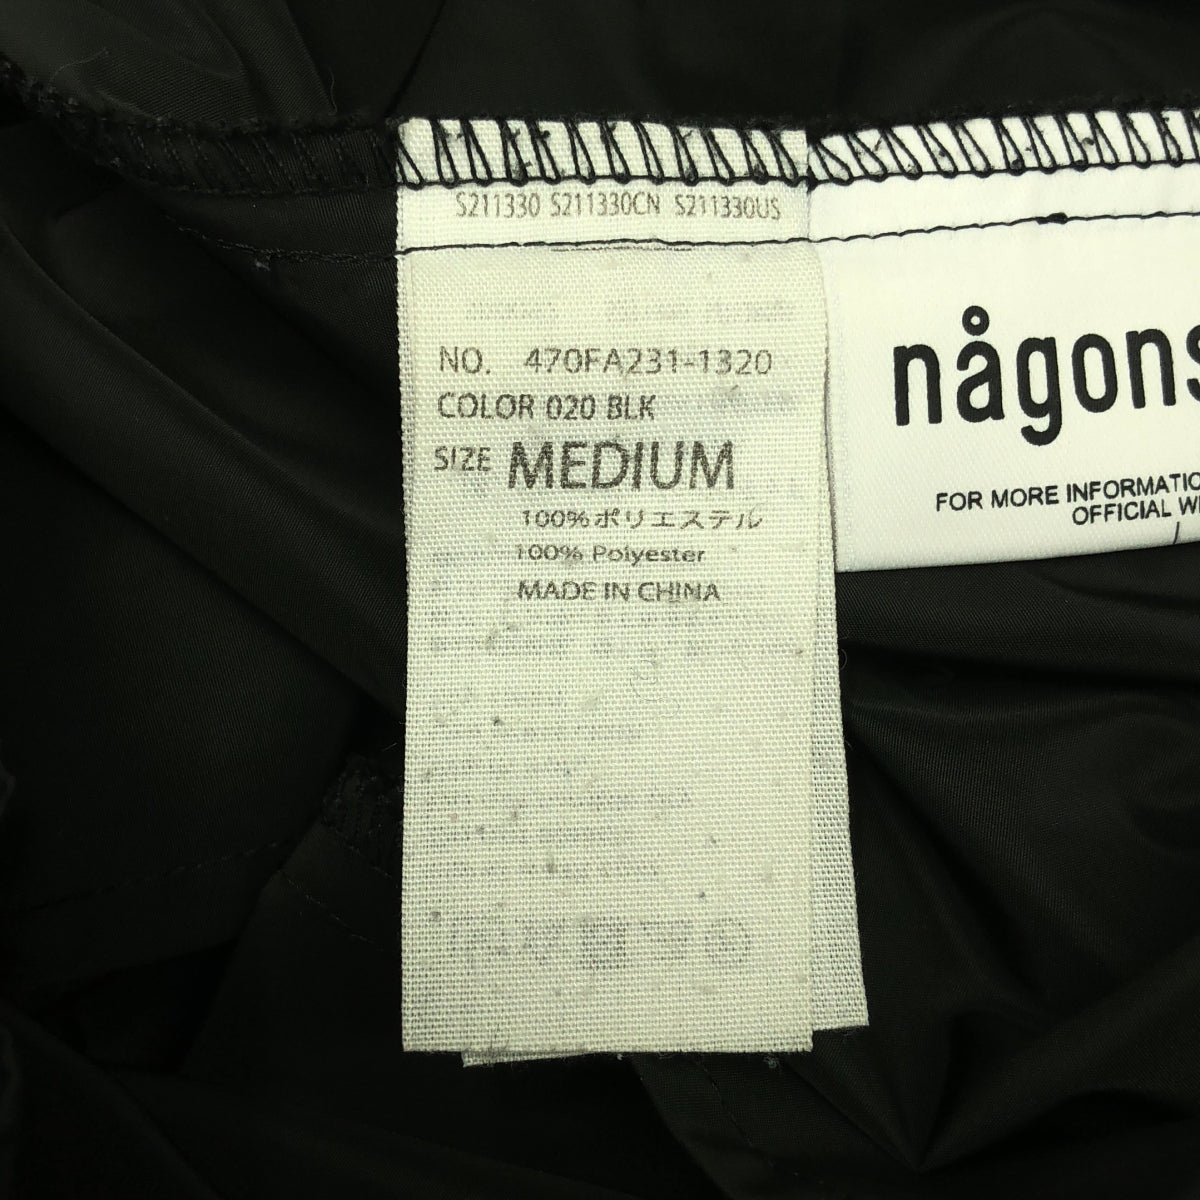 S211330 S211330CN S211330US
NO. 470FA231-1320
COLOR 020 BLK
SIZE MEDIUM
100%ポリエステル
100% Polyester
MADE IN CHINA
någons
FOR MORE INFORMATIO
OFFICIAL